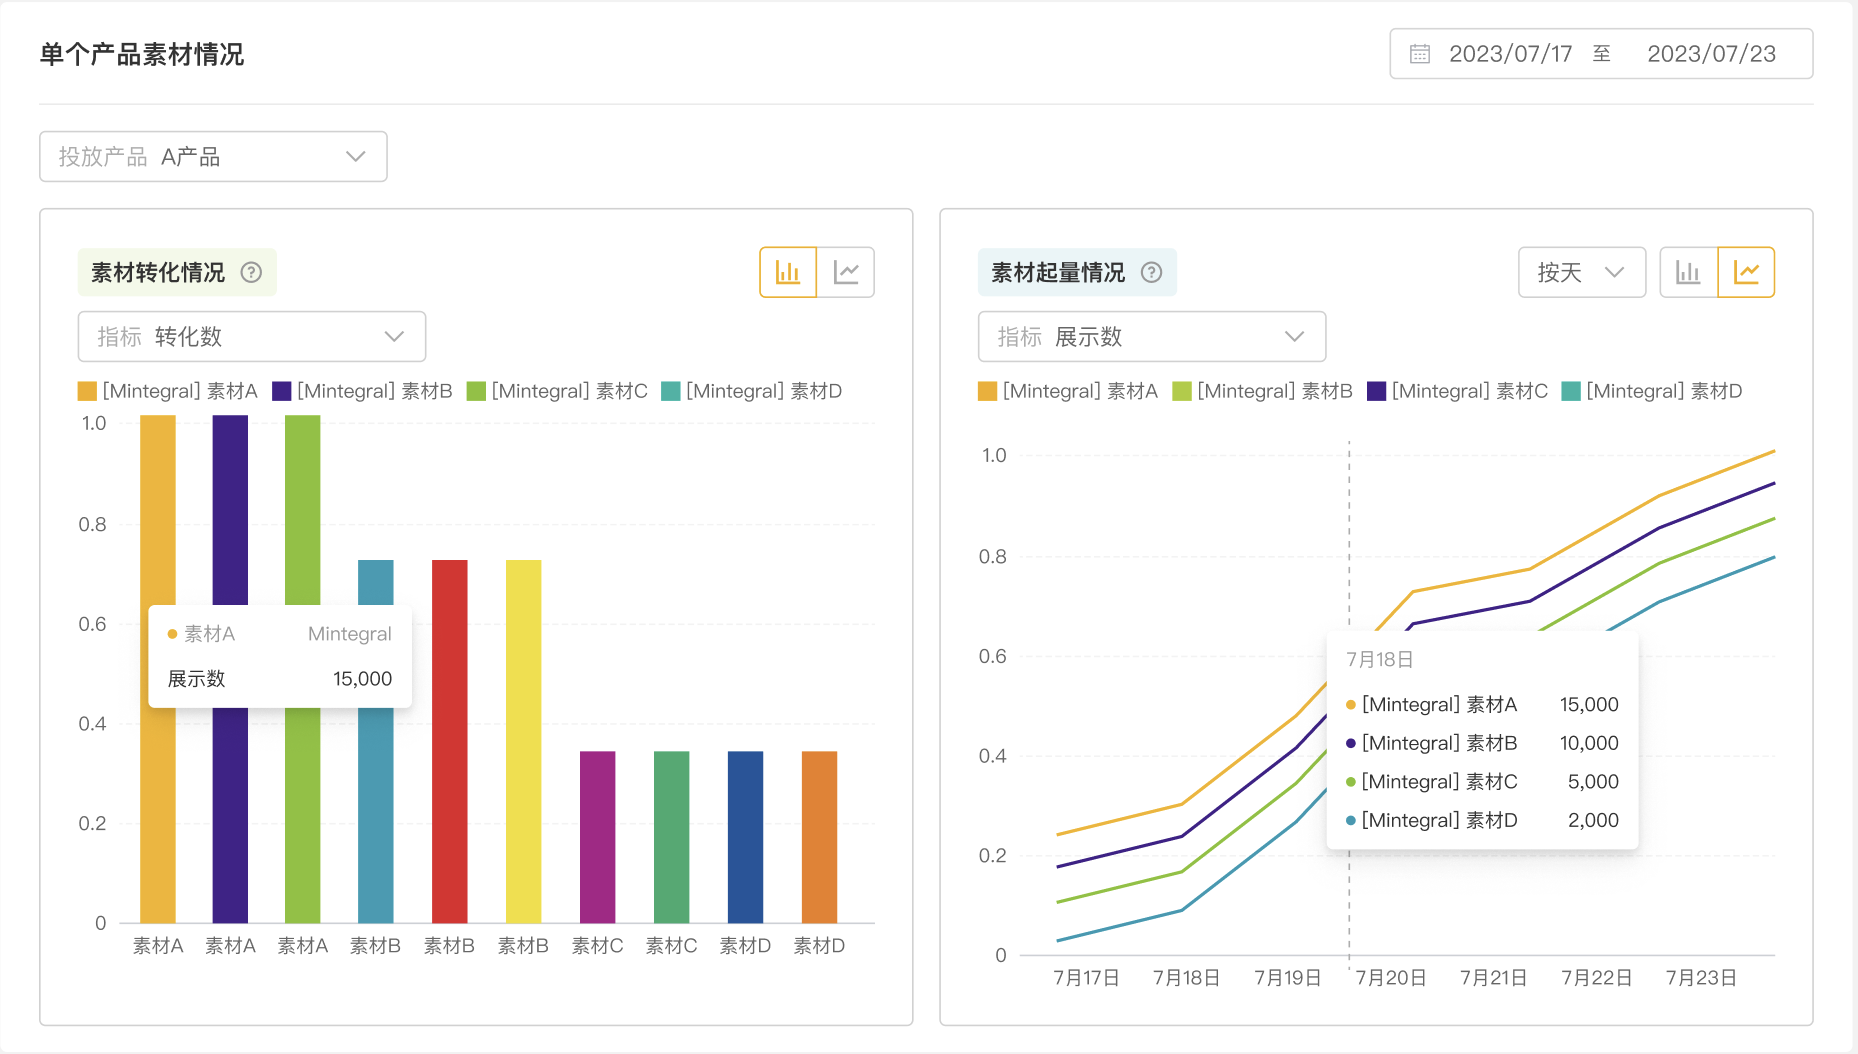 单个产品素材情况
2023/07/17 至 2023/07/23
投放产品 A产品
素材转化情况 ?
指标 转化数
[Mintegral] 素材A [Mintegral] 素材B [Mintegral] 素材C [Mintegral] 素材D
1.0
0.8
0.6
0.4
0.2
0
素材A Mintegral
展示数 15,000
素材A 素材A 素材A 素材B 素材B 素材B 素材C 素材C 素材D 素材D
素材起量情况 ?
按天
指标 展示数
[Mintegral] 素材A [Mintegral] 素材B [Mintegral] 素材C [Mintegral] 素材D
1.0
0.8
0.6
0.4
0.2
0
7月18日
[Mintegral] 素材A 15,000
[Mintegral] 素材B 10,000
[Mintegral] 素材C 5,000
[Mintegral] 素材D 2,000
7月17日 7月18日 7月19日 7月20日 7月21日 7月22日 7月23日